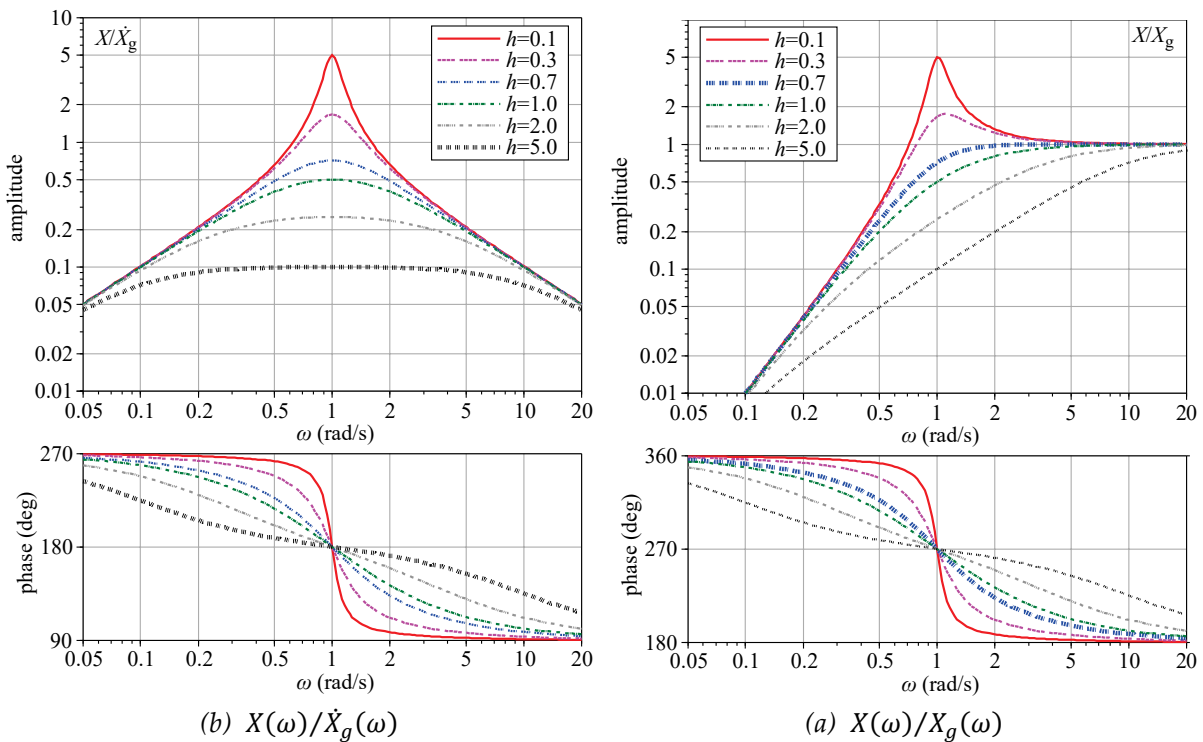 10
5
2
1
0.5
0.2
0.1
0.05
0.02
0.01
amplitude
X/Ẋg
h=0.1
h=0.3
h=0.7
h=1.0
h=2.0
h=5.0
0.05 0.1 0.2 0.5 1 2 5 10 20
ω (rad/s)
270
180
90
phase (deg)
0.05 0.1 0.2 0.5 1 2 5 10 20
ω (rad/s)
(b) X(ω)/Ẋg(ω)
5
2
1
0.5
0.2
0.1
0.05
0.02
0.01
amplitude
h=0.1
h=0.3
h=0.7
h=1.0
h=2.0
h=5.0
X/Xg
0.05 0.1 0.2 0.5 1 2 5 10 20
ω (rad/s)
360
270
180
phase (deg)
0.05 0.1 0.2 0.5 1 2 5 10 20
ω (rad/s)
(a) X(ω)/Xg(ω)